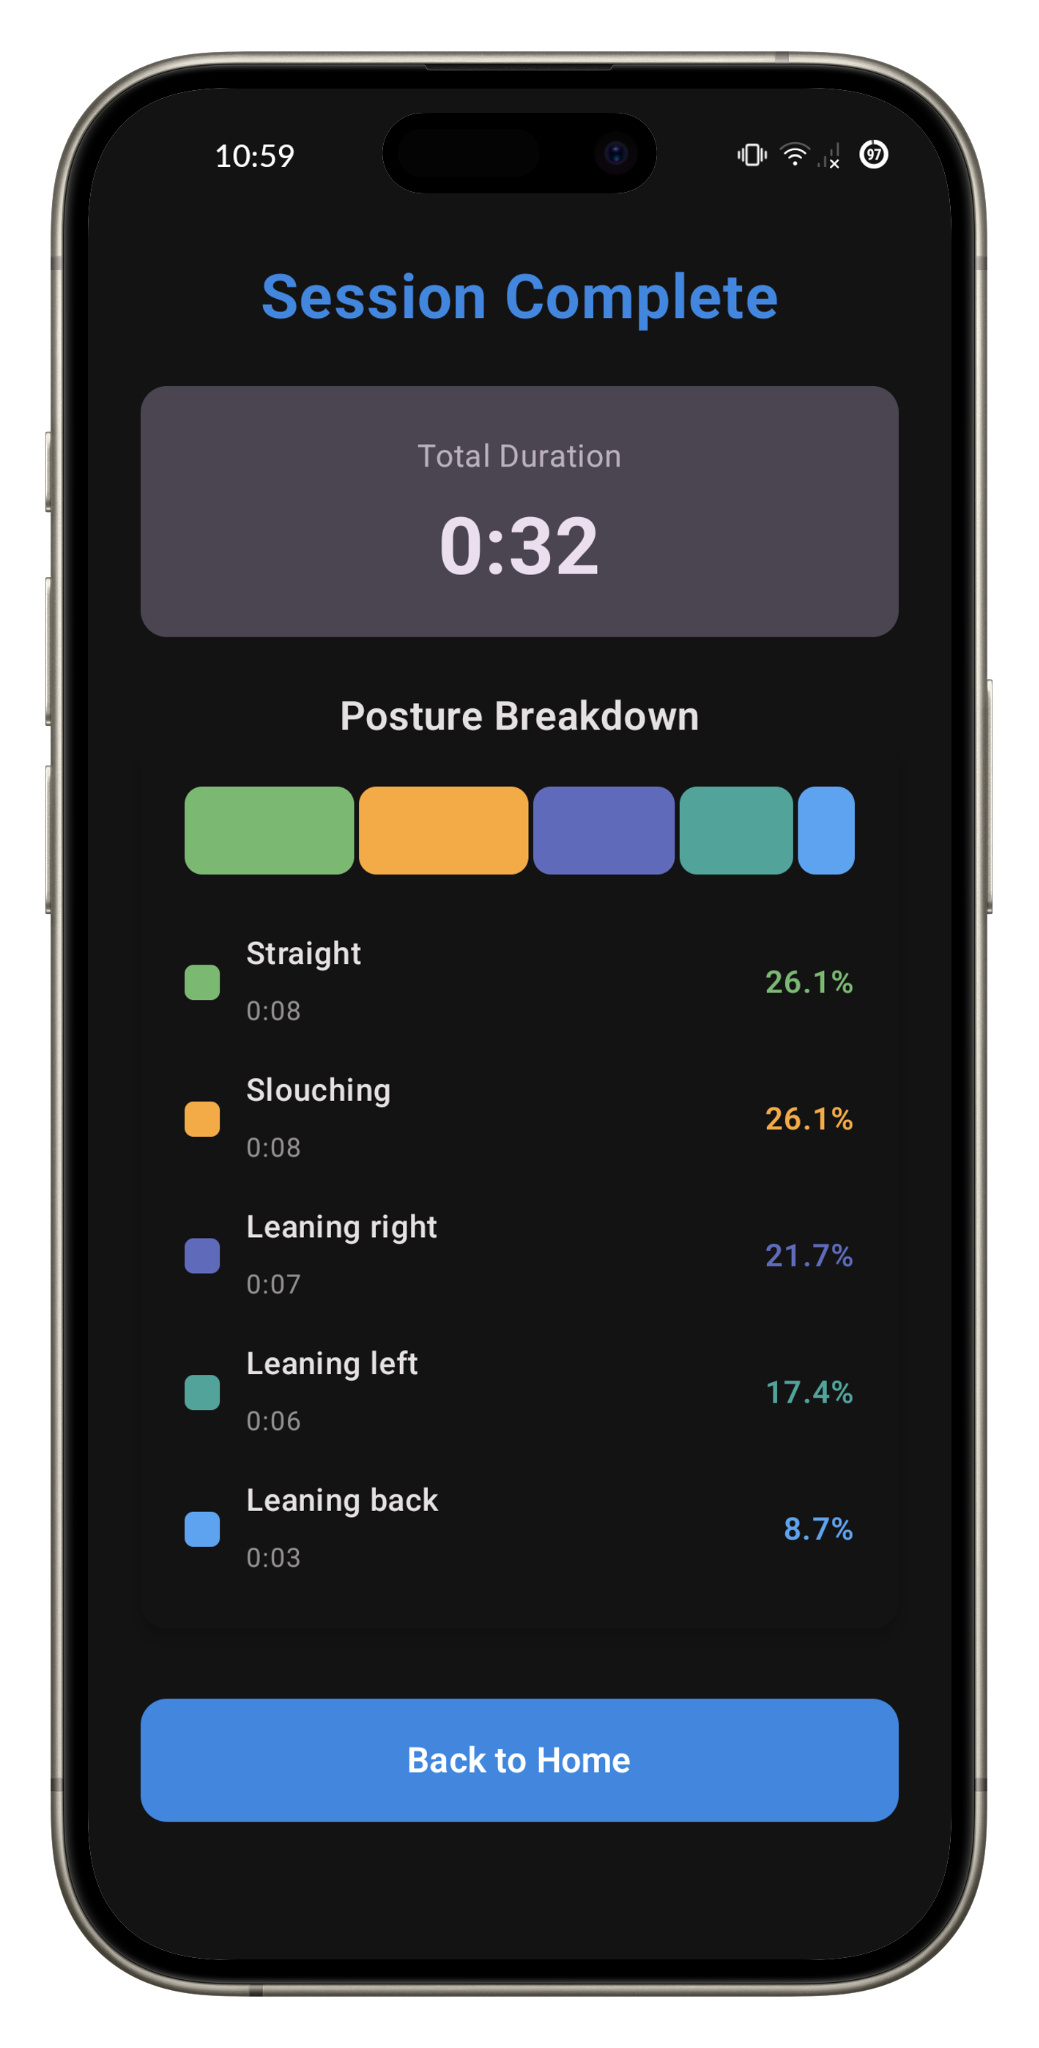 10:59
97
Session Complete
Total Duration
0:32
Posture Breakdown
Straight
0:08
26.1%
Slouching
0:08
26.1%
Leaning right
0:07
21.7%
Leaning left
0:06
17.4%
Leaning back
0:03
8.7%
Back to Home